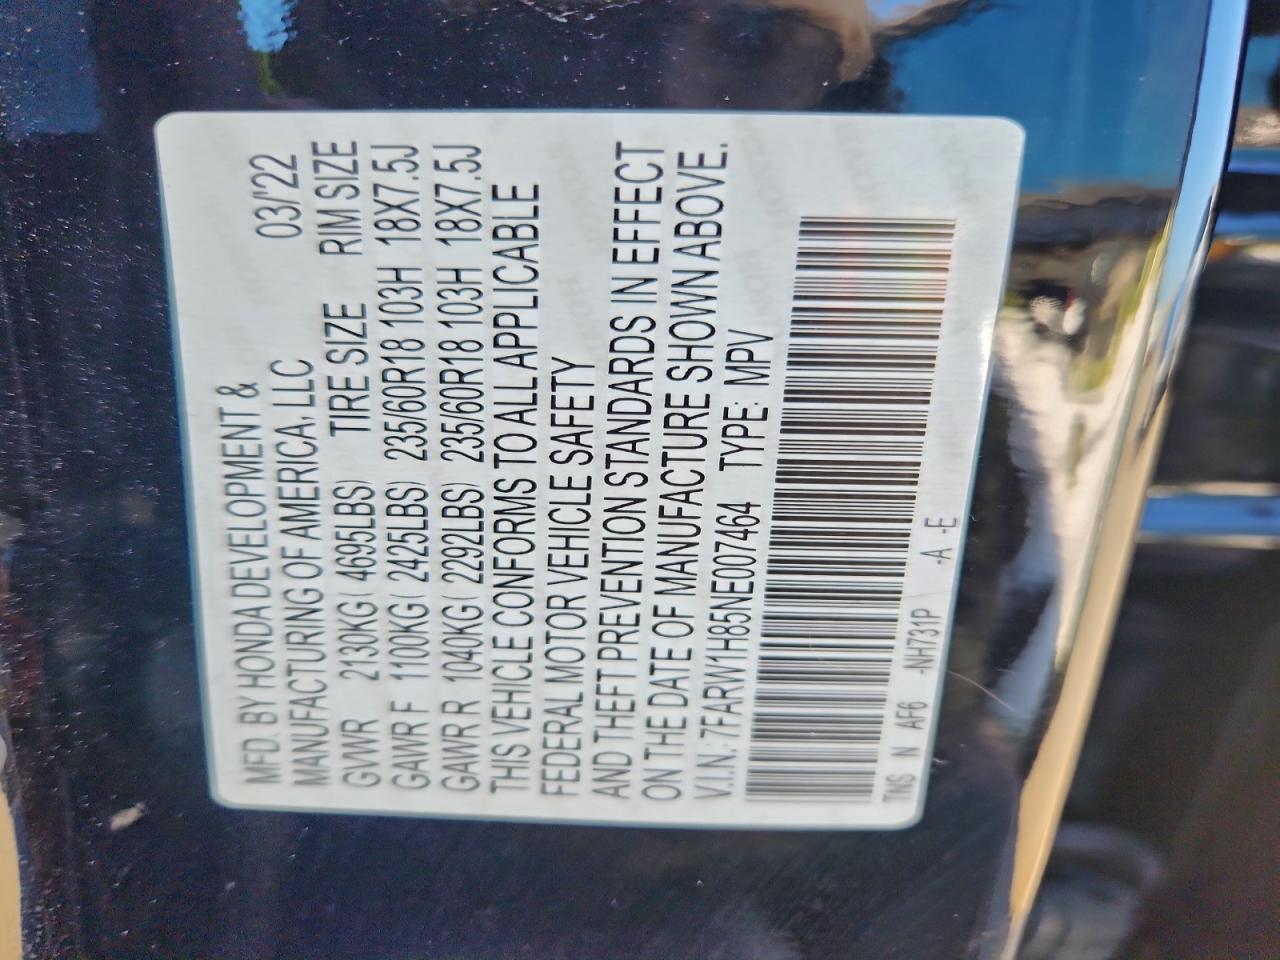 MFD. BY HONDA DEVELOPMENT &
MANUFACTURING OF AMERICA, LLC 03/'22
GVWR 2130KG( 4695LBS) TIRE SIZE RIM SIZE
GAWR F 1100KG( 2425LBS) 235/60R18 103H 18X7.5J
GAWR R 1040KG( 2292LBS) 235/60R18 103H 18X7.5J
THIS VEHICLE CONFORMS TO ALL APPLICABLE
FEDERAL MOTOR VEHICLE SAFETY
AND THEFT PREVENTION STANDARDS IN EFFECT
ON THE DATE OF MANUFACTURE SHOWN ABOVE.
V.I.N.: 7FARW1H85NE007464 TYPE: MPV
TNS N AF6 -NH731P -A -E